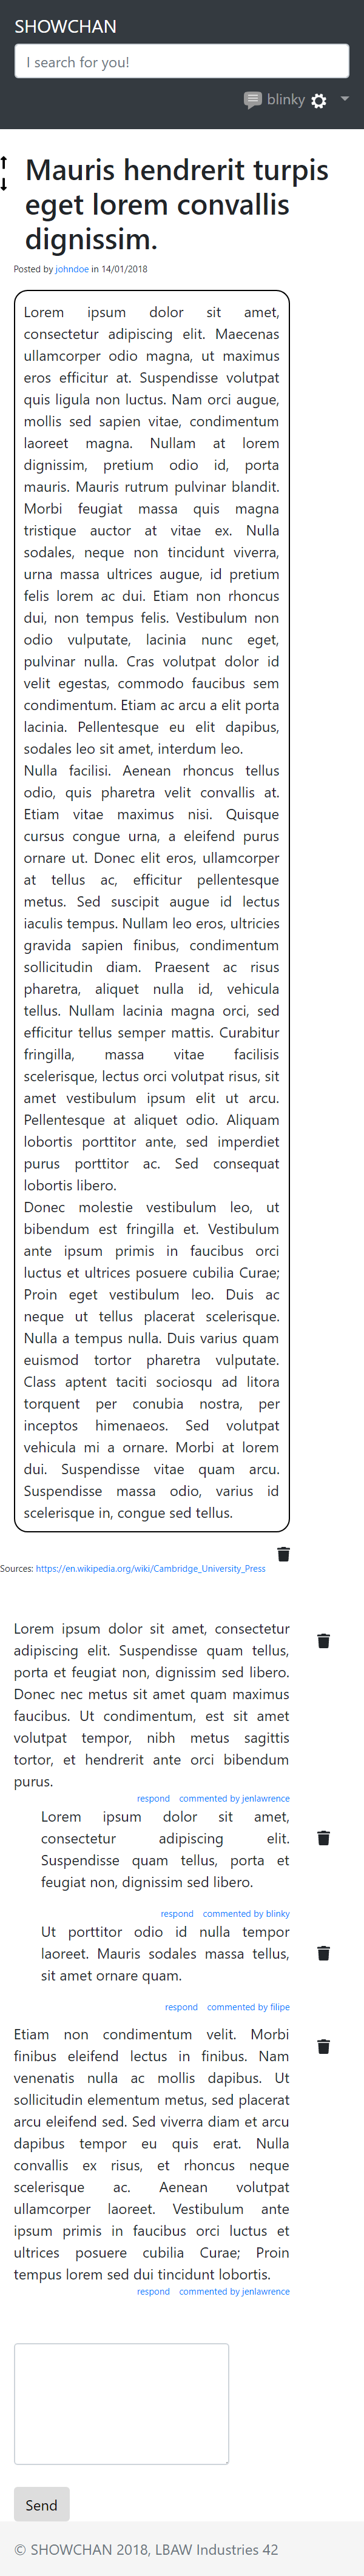 SHOWCHAN
I search for you!
blinky
Mauris hendrerit turpis
eget lorem convallis
dignissim.
Posted by johndoe in 14/01/2018
Lorem ipsum dolor sit amet,
consectetur adipiscing elit. Maecenas
ullamcorper odio magna, ut maximus
eros efficitur at. Suspendisse volutpat
quis ligula non luctus. Nam orci augue,
mollis sed sapien vitae, condimentum
laoreet magna. Nullam at lorem
dignissim, pretium odio id, porta
mauris. Mauris rutrum pulvinar blandit.
Morbi feugiat massa quis magna
tristique auctor at vitae ex. Nulla
sodales, neque non tincidunt viverra,
urna massa ultrices augue, id pretium
felis lorem ac dui. Etiam non rhoncus
dui, non tempus felis. Vestibulum non
odio vulputate, lacinia nunc eget,
pulvinar nulla. Cras volutpat dolor id
velit egestas, commodo faucibus sem
condimentum. Etiam ac arcu a elit porta
lacinia. Pellentesque eu elit dapibus,
sodales leo sit amet, interdum leo.
Nulla facilisi. Aenean rhoncus tellus
odio, quis pharetra velit convallis at.
Etiam vitae maximus nisi. Quisque
cursus congue urna, a eleifend purus
ornare ut. Donec elit eros, ullamcorper
at tellus ac, efficitur pellentesque
metus. Sed suscipit augue id lectus
iaculis tempus. Nullam leo eros, ultricies
gravida sapien finibus, condimentum
sollicitudin diam. Praesent ac risus
pharetra, aliquet nulla id, vehicula
tellus. Nullam lacinia magna orci, sed
efficitur tellus semper mattis. Curabitur
fringilla, massa vitae facilisis
scelerisque, lectus orci volutpat risus, sit
amet vestibulum ipsum elit ut arcu.
Pellentesque at aliquet odio. Aliquam
lobortis porttitor ante, sed imperdiet
purus porttitor ac. Sed consequat
lobortis libero.
Donec molestie vestibulum leo, ut
bibendum est fringilla et. Vestibulum
ante ipsum primis in faucibus orci
luctus et ultrices posuere cubilia Curae;
Proin eget vestibulum leo. Duis ac
neque ut tellus placerat scelerisque.
Nulla a tempus nulla. Duis varius quam
euismod tortor pharetra vulputate.
Class aptent taciti sociosqu ad litora
torquent per conubia nostra, per
inceptos himenaeos. Sed volutpat
vehicula mi a ornare. Morbi at lorem
dui. Suspendisse vitae quam arcu.
Suspendisse massa odio, varius id
scelerisque in, congue sed tellus.
Sources: https://en.wikipedia.org/wiki/Cambridge_University_Press
Lorem ipsum dolor sit amet, consectetur
adipiscing elit. Suspendisse quam tellus,
porta et feugiat non, dignissim sed libero.
Donec nec metus sit amet quam maximus
faucibus. Ut condimentum, est sit amet
volutpat tempor, nibh metus sagittis
tortor, et hendrerit ante orci bibendum
purus.
respond commented by jenlawrence
Lorem ipsum dolor sit amet,
consectetur adipiscing elit.
Suspendisse quam tellus, porta et
feugiat non, dignissim sed libero.
respond commented by blinky
Ut porttitor odio id nulla tempor
laoreet. Mauris sodales massa tellus,
sit amet ornare quam.
respond commented by filipe
Etiam non condimentum velit. Morbi
finibus eleifend lectus in finibus. Nam
venenatis nulla ac mollis dapibus. Ut
sollicitudin elementum metus, sed placerat
arcu eleifend sed. Sed viverra diam et arcu
dapibus tempor eu quis erat. Nulla
convallis ex risus, et rhoncus neque
scelerisque ac. Aenean volutpat
ullamcorper laoreet. Vestibulum ante
ipsum primis in faucibus orci luctus et
ultrices posuere cubilia Curae; Proin
tempus lorem sed dui tincidunt lobortis.
respond commented by jenlawrence
Send
© SHOWCHAN 2018, LBAW Industries 42